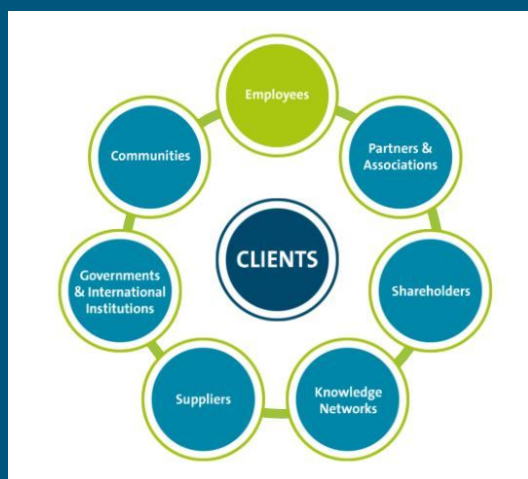 Employees
Partners &
Associations
Shareholders
Knowledge
Networks
Suppliers
Governments
& International
Institutions
Communities
CLIENTS